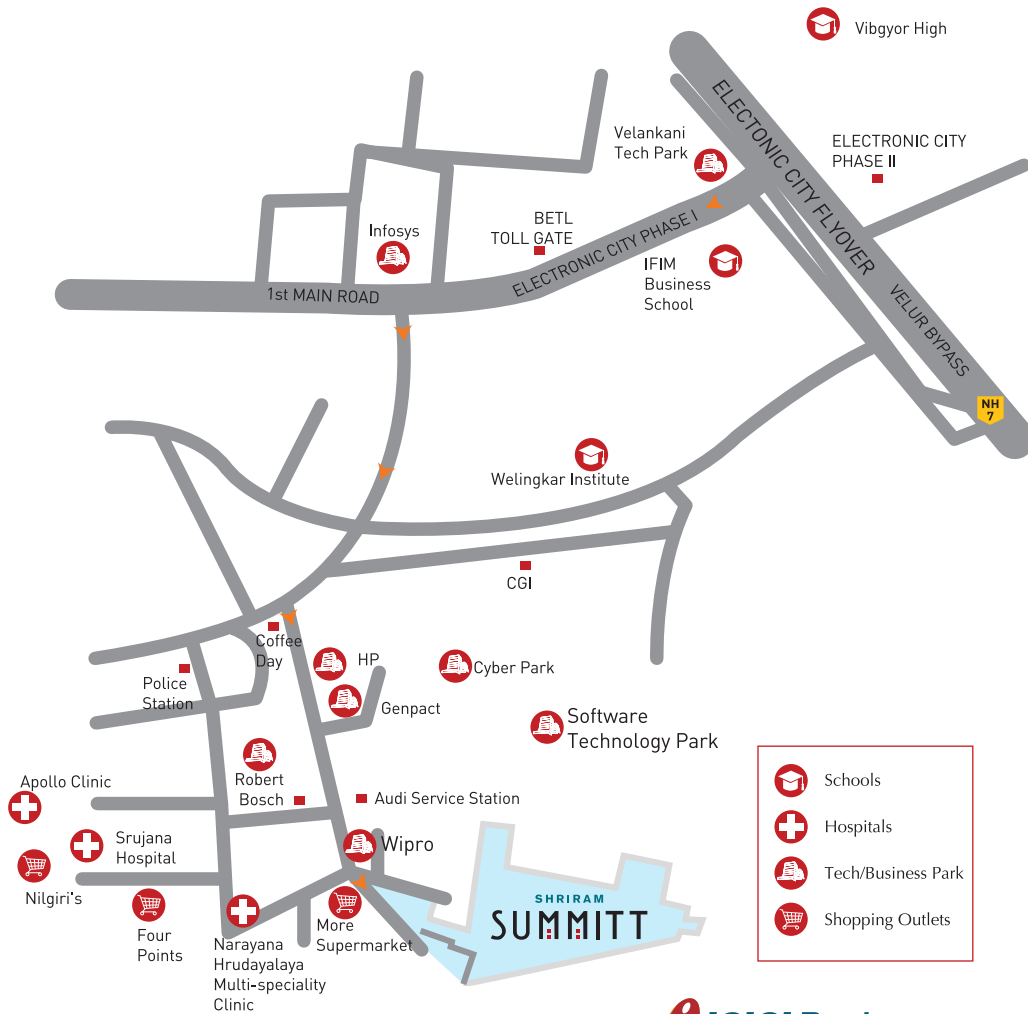 Vibgyor High
ELECTONIC CITY FLYOVER
VELUR BYPASS
Velankani
Tech Park
ELECTRONIC CITY
PHASE II
BETL
TOLL GATE
Infosys
ELECTRONIC CITY PHASE I
IFIM
Business
School
1st MAIN ROAD
NH
7
Welingkar Institute
CGI
Coffee
Day
HP
Cyber Park
Police
Station
Genpact
Software
Technology Park
Robert
Bosch
Audi Service Station
Apollo Clinic
Srujana
Hospital
Wipro
Nilgiri's
Four
Points
Narayana
Hrudayalaya
Multi-speciality
Clinic
More
Supermarket
SHRIRAM
SUMMITT
Schools
Hospitals
Tech/Business Park
Shopping Outlets